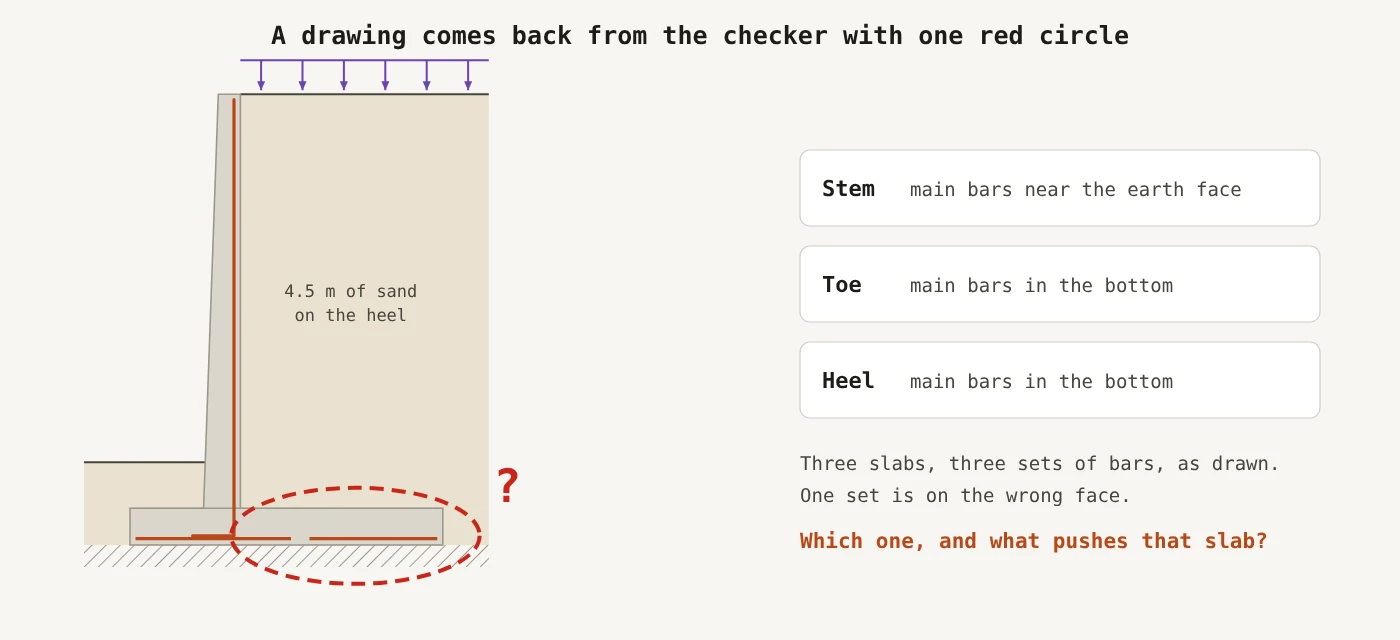 A drawing comes back from the checker with one red circle
4.5 m of sand
on the heel
?
Stem main bars near the earth face
Toe main bars in the bottom
Heel main bars in the bottom
Three slabs, three sets of bars, as drawn.
One set is on the wrong face.
Which one, and what pushes that slab?